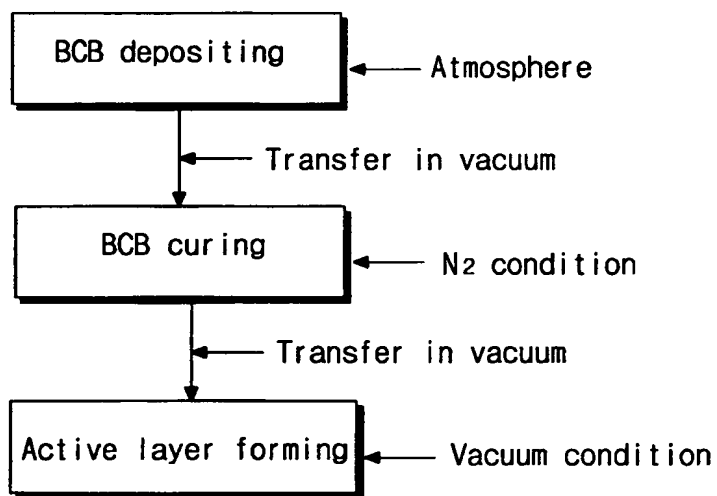 BCB depositing
Atmosphere
Transfer in vacuum
BCB curing
N2 condition
Transfer in vacuum
Active layer forming
Vacuum condition